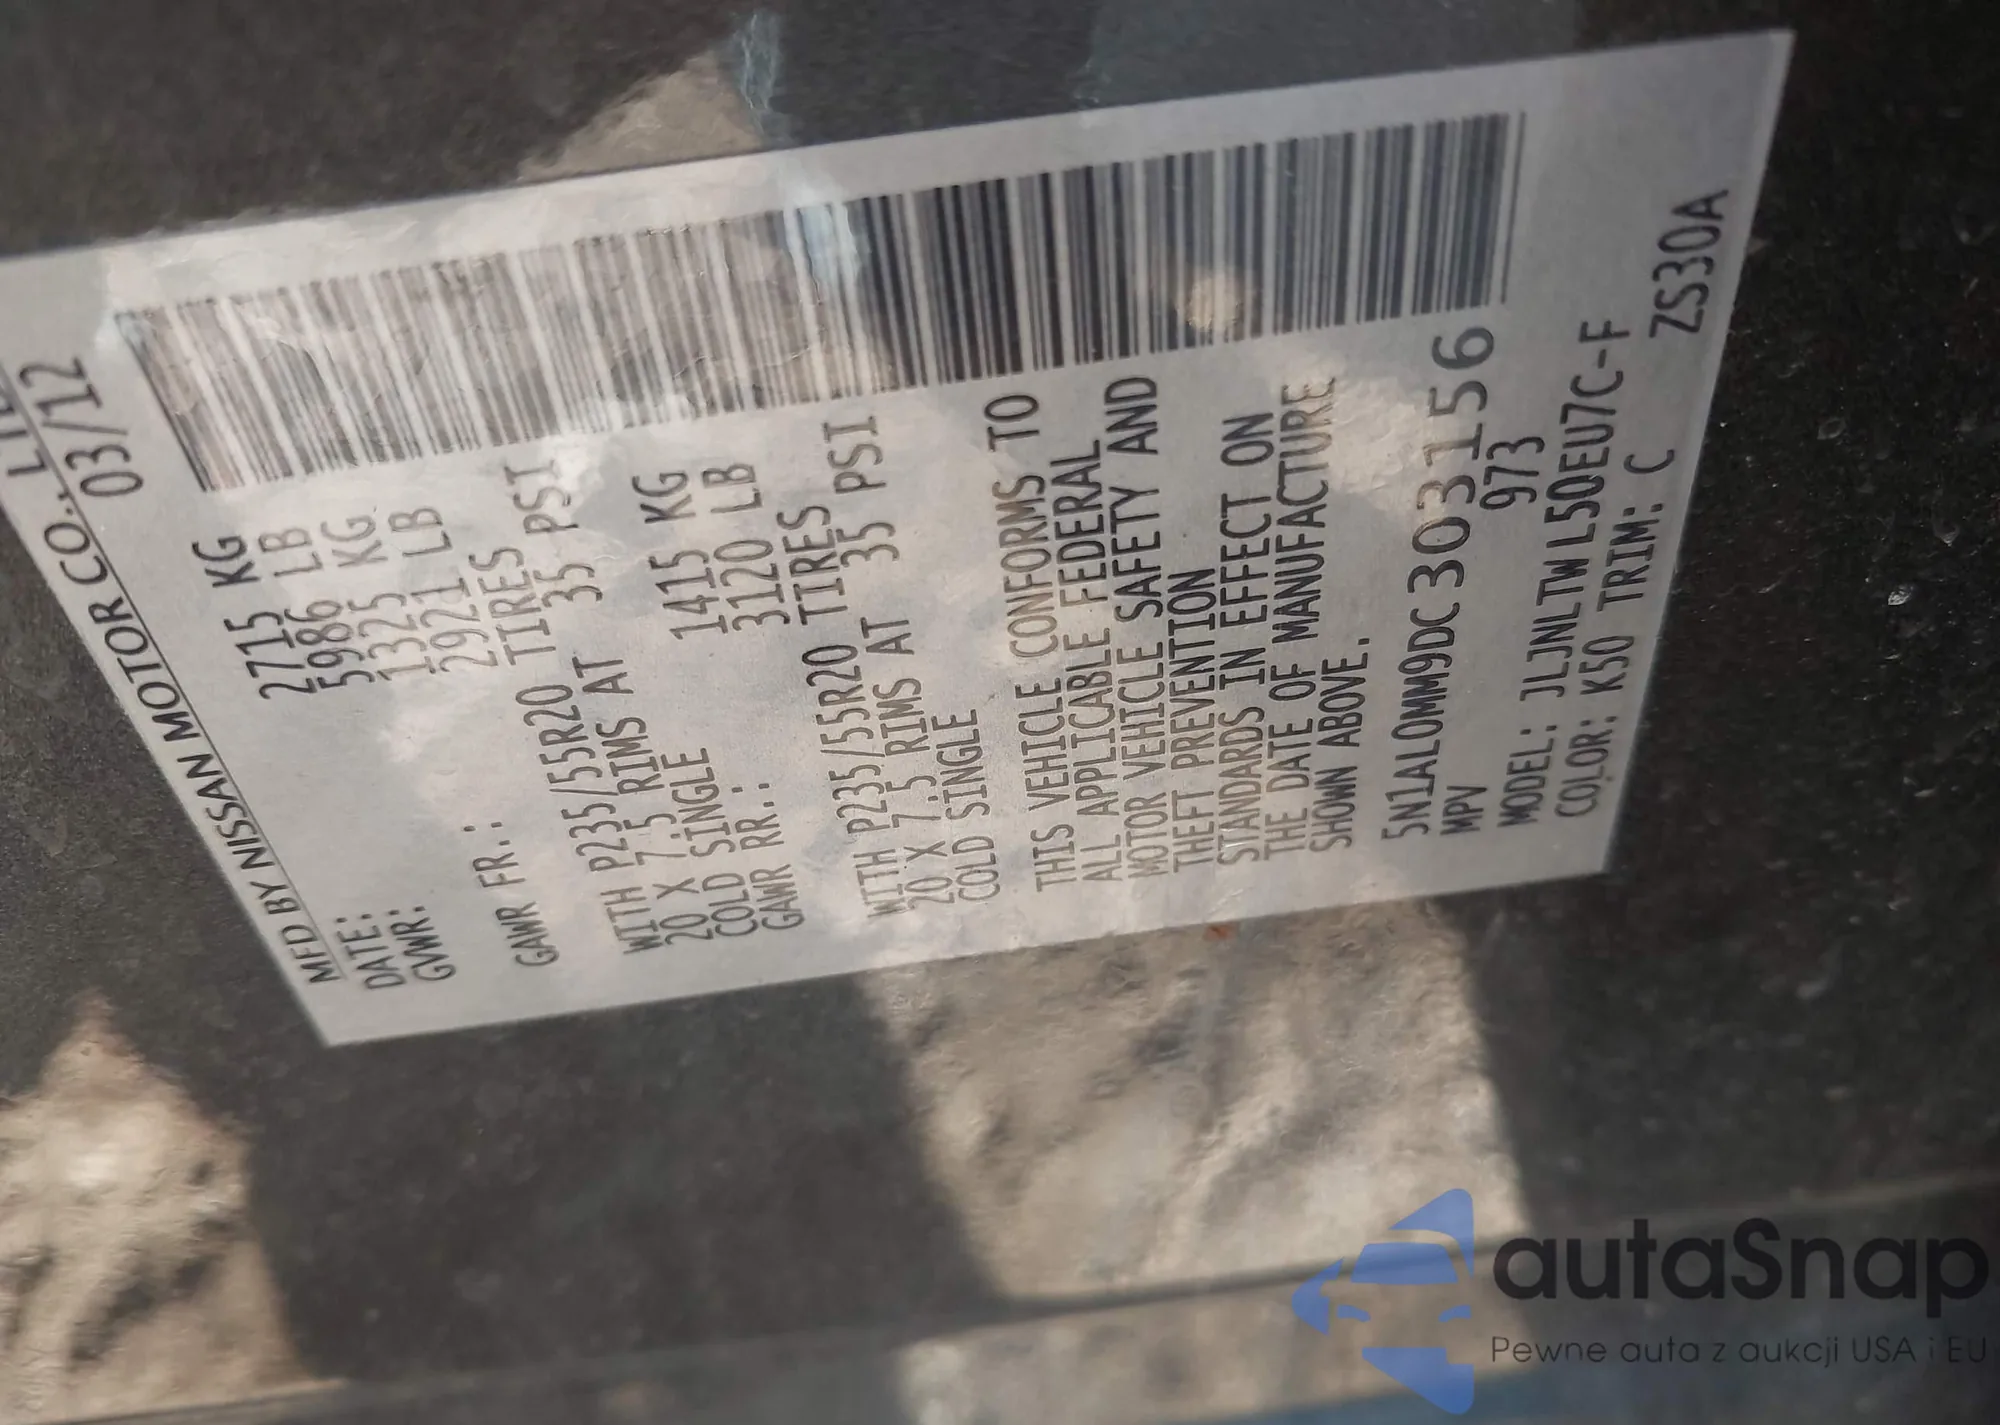 MFD BY NISSAN MOTOR CO., LTD
DATE: 03/12
GVWR: 2715 KG
5986 LB
GAWR FR.: 1325 KG
2921 LB
WITH P235/55R20 TIRES
20 X 7.5 RIMS AT 35 PSI
COLD SINGLE
GAWR RR.: 1415 KG
3120 LB
WITH P235/55R20 TIRES
20 X 7.5 RIMS AT 35 PSI
COLD SINGLE
THIS VEHICLE CONFORMS TO
ALL APPLICABLE FEDERAL
MOTOR VEHICLE SAFETY AND
THEFT PREVENTION
STANDARDS IN EFFECT ON
THE DATE OF MANUFACTURE
SHOWN ABOVE.
5N1AL0MM9DC303156
MPV 973
MODEL: JLJNLTWL50EU7C-F
COLOR: K50 TRIM: C ZS30A
autaSnap
Pewne auta z aukcji USA i EU